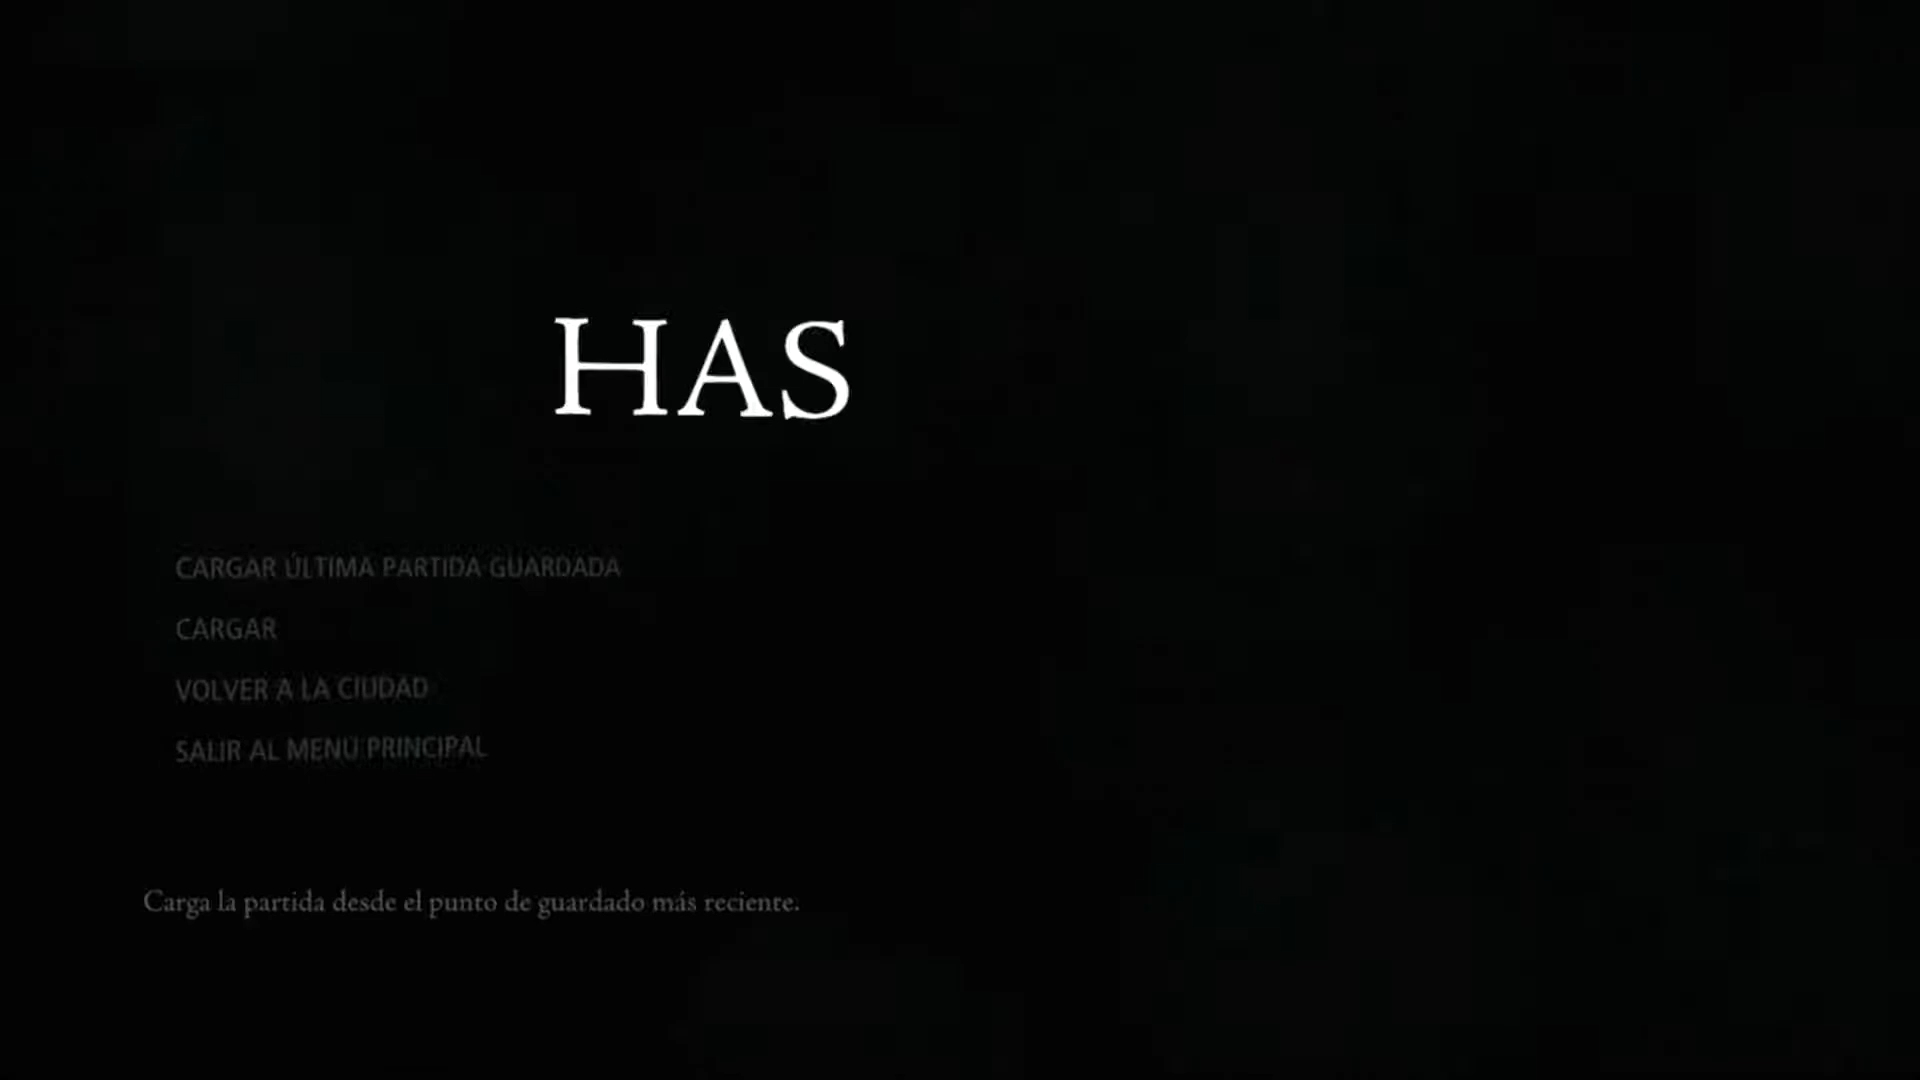 HAS
CARGAR ÚLTIMA PARTIDA GUARDADA
CARGAR
VOLVER A LA CIUDAD
SALIR AL MENÚ PRINCIPAL
Carga la partida desde el punto de guardado más reciente.